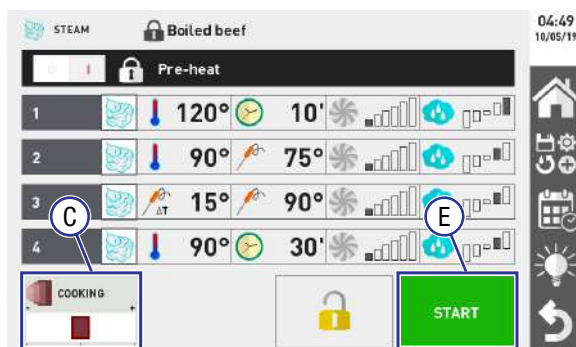 STEAM Boiled beef 04:49
10/05/19
I Pre-heat
1 120° 10'
2 90° 75°
3 ΔT 15° 90°
4 90° 30'
C E
COOKING
- +
START